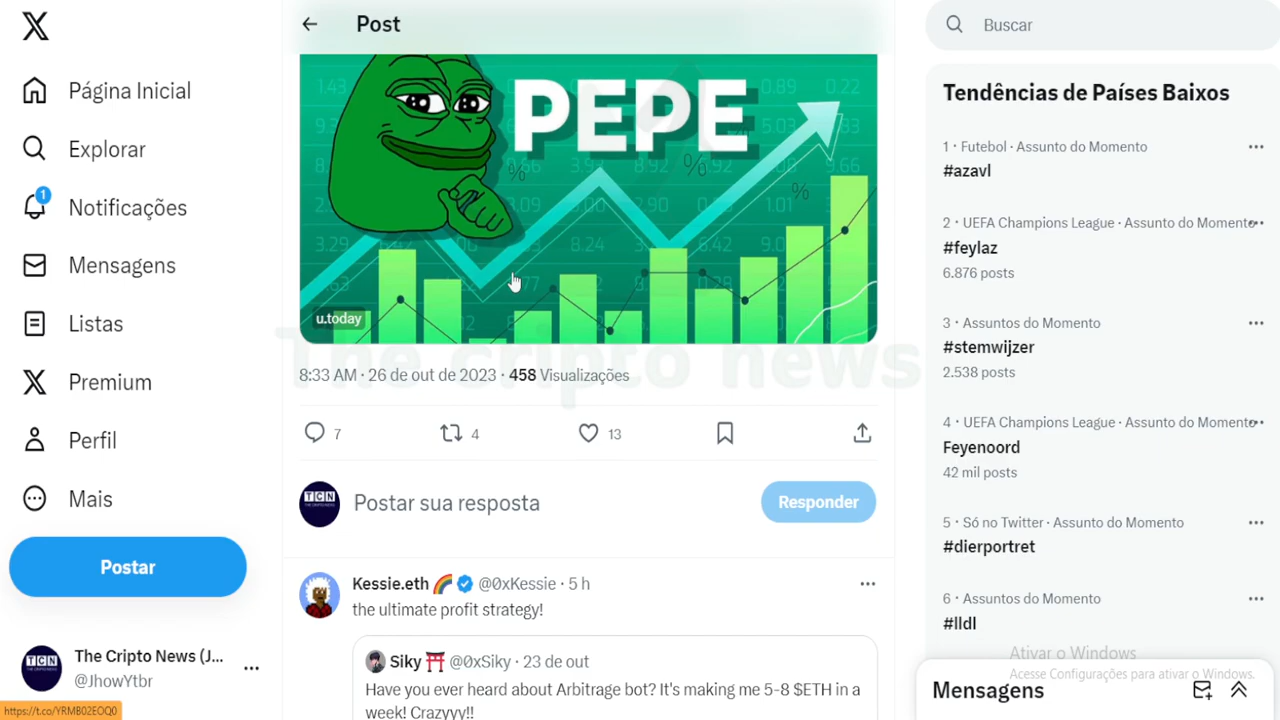 Post
Buscar
Página Inicial
Explorar
1
Notificações
Mensagens
Listas
Premium
Perfil
Mais
Postar
The Cripto News (J...
@JhowYtbr
https://t.co/YRMB02EOQ0
PEPE
u.today
The cripto news
8:33 AM · 26 de out de 2023 · 458 Visualizações
7 4 13
TCN
Postar sua resposta
Responder
Kessie.eth @0xKessie · 5 h
the ultimate profit strategy!
Siky @0xSiky · 23 de out
Have you ever heard about Arbitrage bot? It's making me 5-8 $ETH in a
week! Crazyyy!!
Tendências de Países Baixos
1 · Futebol · Assunto do Momento
#azavl
2 · UEFA Champions League · Assunto do Momento
#feylaz
6.876 posts
3 · Assuntos do Momento
#stemwijzer
2.538 posts
4 · UEFA Champions League · Assunto do Momento
Feyenoord
42 mil posts
5 · Só no Twitter · Assunto do Momento
#dierportret
6 · Assuntos do Momento
#lldl
Ativar o Windows
Acesse Configurações para ativar o Windows.
Mensagens